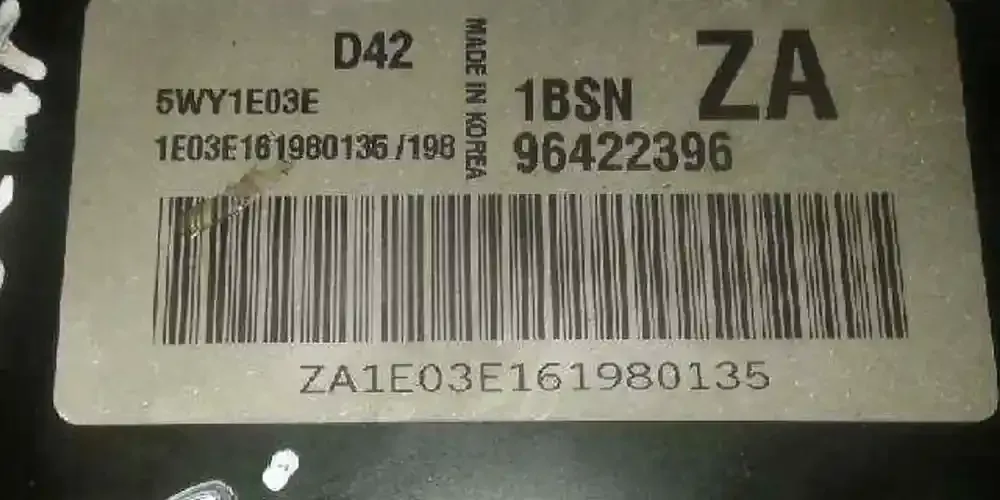 D42
5WY1E03E
1E03E161980135 /198
MADE IN KOREA
1BSN
96422396
ZA
ZA1E03E161980135